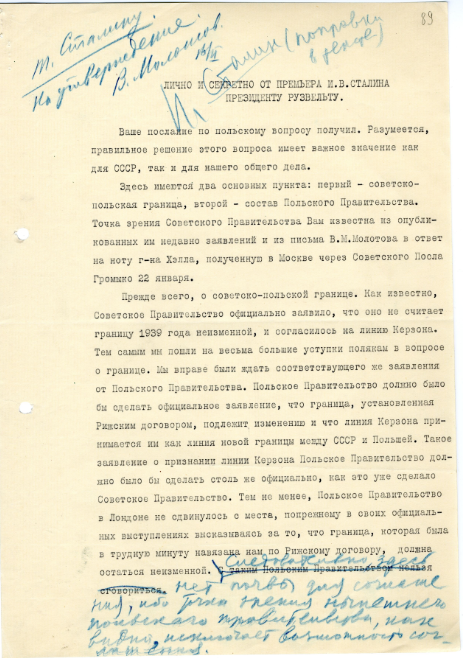 89
т. Сталину.
На утверждение
В. Молотов.
16/II
И. Сталин (поправки
в тексте)
ЛИЧНО И СЕКРЕТНО ОТ ПРЕМЬЕРА И.В.СТАЛИНА
ПРЕЗИДЕНТУ РУЗВЕЛЬТУ.
Ваше послание по польскому вопросу получил. Разумеется,
правильное решение этого вопроса имеет важное значение как
для СССР, так и для нашего общего дела.
Здесь имеются два основных пункта: первый - советско-
польская граница, второй - состав Польского Правительства.
Точка зрения Советского Правительства Вам известна из опубли-
кованных им недавно заявлений и из письма В.М.Молотова в ответ
на ноту г-на Хэлла, полученную в Москве через Советского Посла
Громыко 22 января.
Прежде всего, о советско-польской границе. Как известно,
Советское Правительство официально заявило, что оно не считает
границу 1939 года неизменной, и согласилось на линию Керзона.
Тем самым мы пошли на весьма большие уступки полякам в вопросе
о границе. Мы вправе были ждать соответствующего же заявления
от Польского Правительства. Польское Правительство должно было
бы сделать официальное заявление, что граница, установленная
Рижским договором, подлежит изменению и что линия Керзона при-
нимается им как линия новой границы между СССР и Польшей. Такое
заявление о признании линии Керзона Польское Правительство дол-
жно было бы сделать столь же официально, как это уже сделало
Советское Правительство. Тем не менее, Польское Правительство
в Лондоне не сдвинулось с места, попрежнему в своих официаль-
ных выступлениях высказываясь за то, что граница, которая была
в трудную минуту навязана нам по Рижскому договору, должна
остаться неизменной. Следовательно здесь
таким Польским Правительством нельзя
сговориться. нет почвы для соглаше
ния, ибо точка зрения нынешнего
польского правительства, как
видно, исключает возможность сог-
лашения.